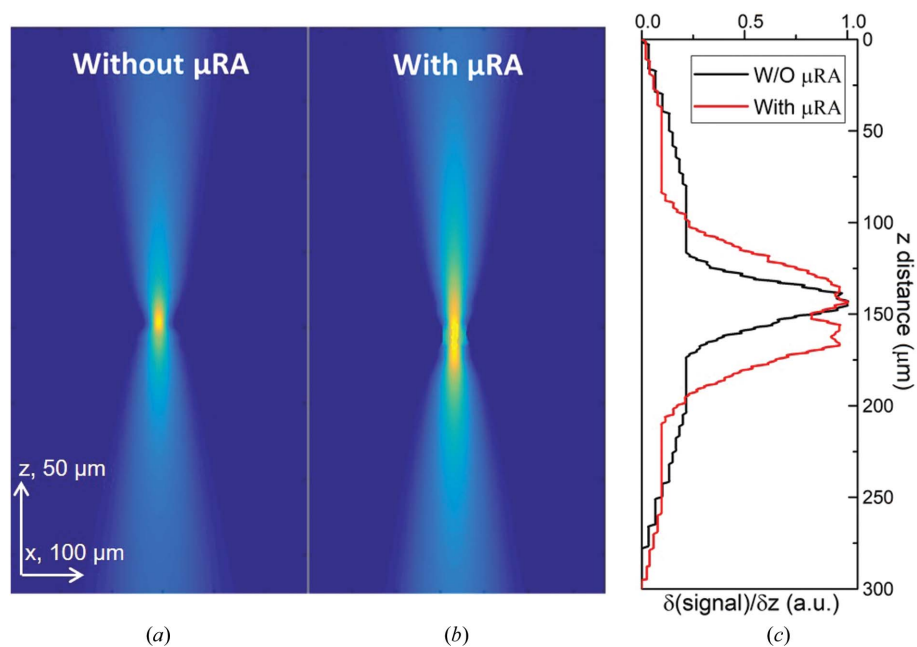 Without μRA
With μRA
z, 50 μm
x, 100 μm
0.0 0.5 1.0
W/O μRA
With μRA
0
50
100
150
200
250
300
z distance (μm)
δ(signal)/δz (a.u.)
(a) (b) (c)